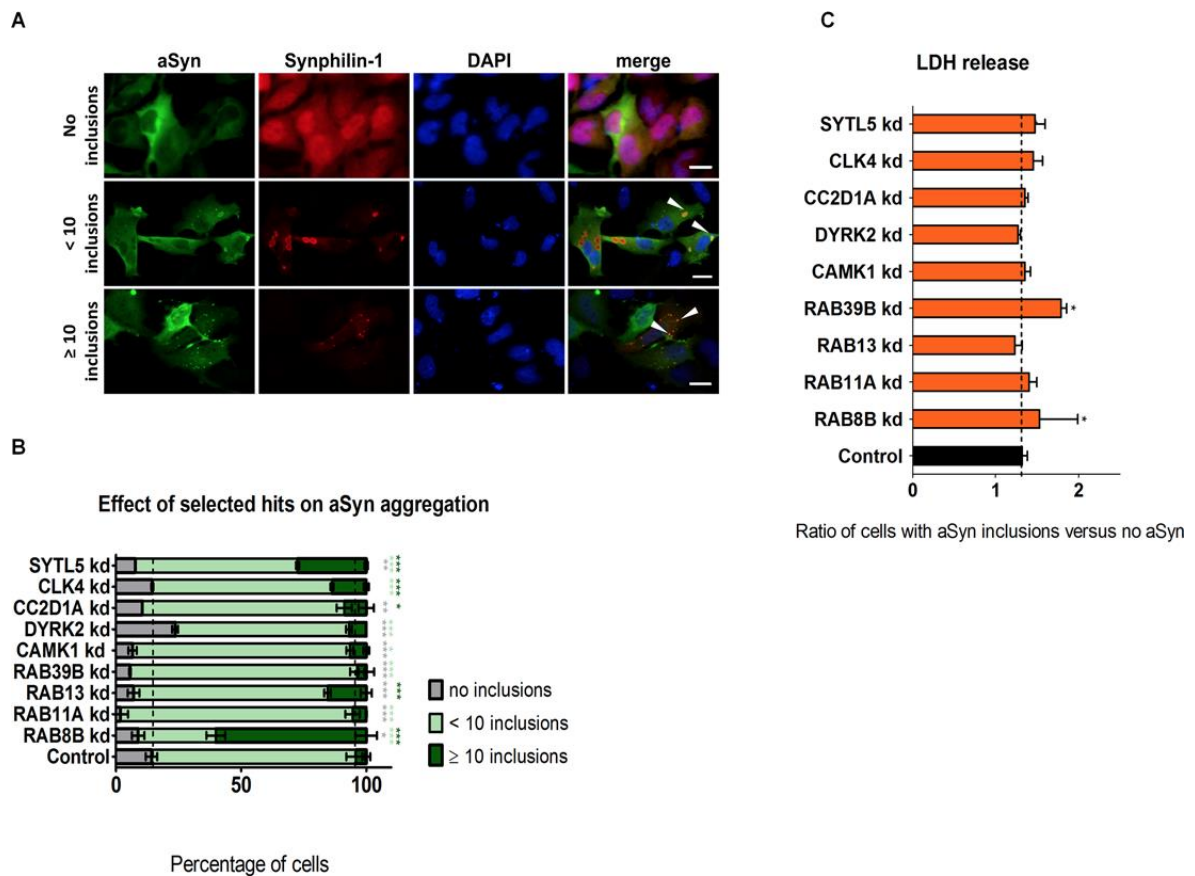 A
aSyn Synphilin-1 DAPI merge
No
inclusions
< 10
inclusions
≥ 10
inclusions
B
Effect of selected hits on aSyn aggregation
SYTL5 kd
CLK4 kd
CC2D1A kd
DYRK2 kd
CAMK1 kd
RAB39B kd
RAB13 kd
RAB11A kd
RAB8B kd
Control
0 50 100
Percentage of cells
no inclusions
< 10 inclusions
≥ 10 inclusions
C
LDH release
SYTL5 kd
CLK4 kd
CC2D1A kd
DYRK2 kd
CAMK1 kd
RAB39B kd *
RAB13 kd
RAB11A kd
RAB8B kd *
Control
0 1 2
Ratio of cells with aSyn inclusions versus no aSyn